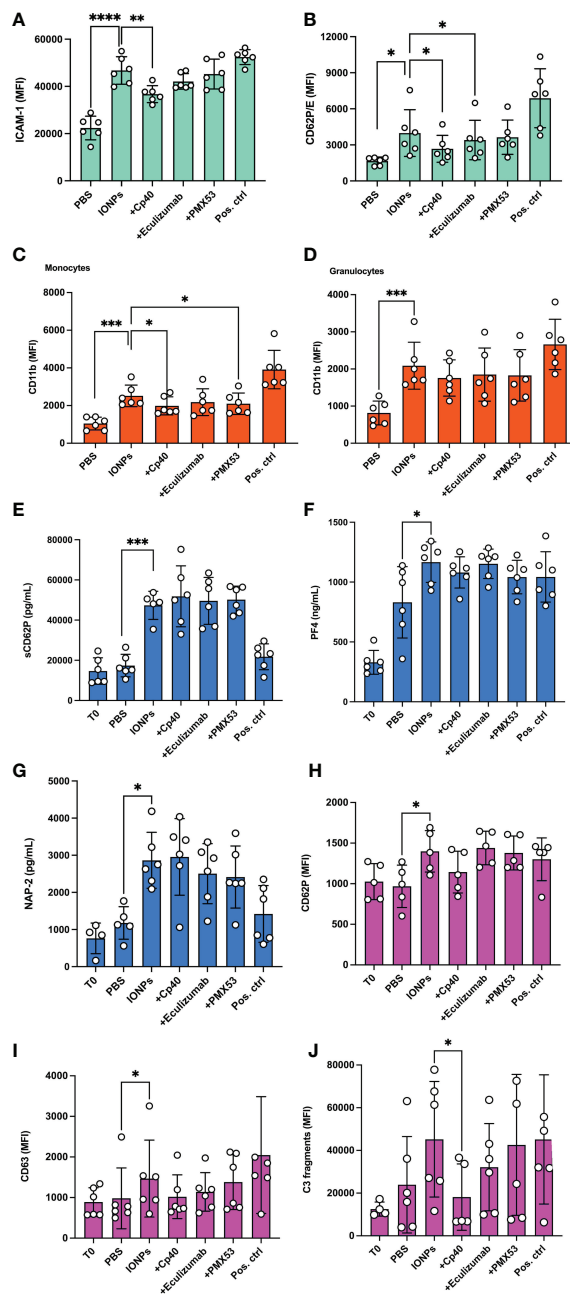 A
****
**
60000
40000
20000
0
ICAM-1
(MFI)
PBS
IONPs
+Cp40
+Eculizumab
+PMX53
Pos. ctrl
B
*
*
*
12000
9000
6000
3000
0
CD62P/E
(MFI)
PBS
IONPs
+Cp40
+Eculizumab
+PMX53
Pos. ctrl
C
Monocytes
***
*
*
8000
6000
4000
2000
0
CD11b (MFI)
PBS
IONPs
+Cp40
+Eculizumab
+PMX53
Pos. ctrl
D
Granulocytes
***
4000
3000
2000
1000
0
CD11b (MFI)
PBS
IONPs
+Cp40
+Eculizumab
+PMX53
Pos. ctrl
E
***
80000
60000
40000
20000
0
sCD62P
(pg/mL)
T0
PBS
IONPs
+Cp40
+Eculizumab
+PMX53
Pos. ctrl
F
*
1500
1000
500
0
PF4 (ng/mL)
T0
PBS
IONPs
+Cp40
+Eculizumab
+PMX53
Pos. ctrl
G
*
5000
4000
3000
2000
1000
0
NAP-2
(pg/mL)
T0
PBS
IONPs
+Cp40
+Eculizumab
+PMX53
Pos. ctrl
H
*
2000
1500
1000
500
0
CD62P
(MFI)
T0
PBS
IONPs
+Cp40
+Eculizumab
+PMX53
Pos. ctrl
I
*
4000
3000
2000
1000
0
CD63 (MFI)
T0
PBS
IONPs
+Cp40
+Eculizumab
+PMX53
Pos. ctrl
J
*
80000
60000
40000
20000
0
C3 fragments
(MFI)
T0
PBS
IONPs
+Cp40
+Eculizumab
+PMX53
Pos. ctrl